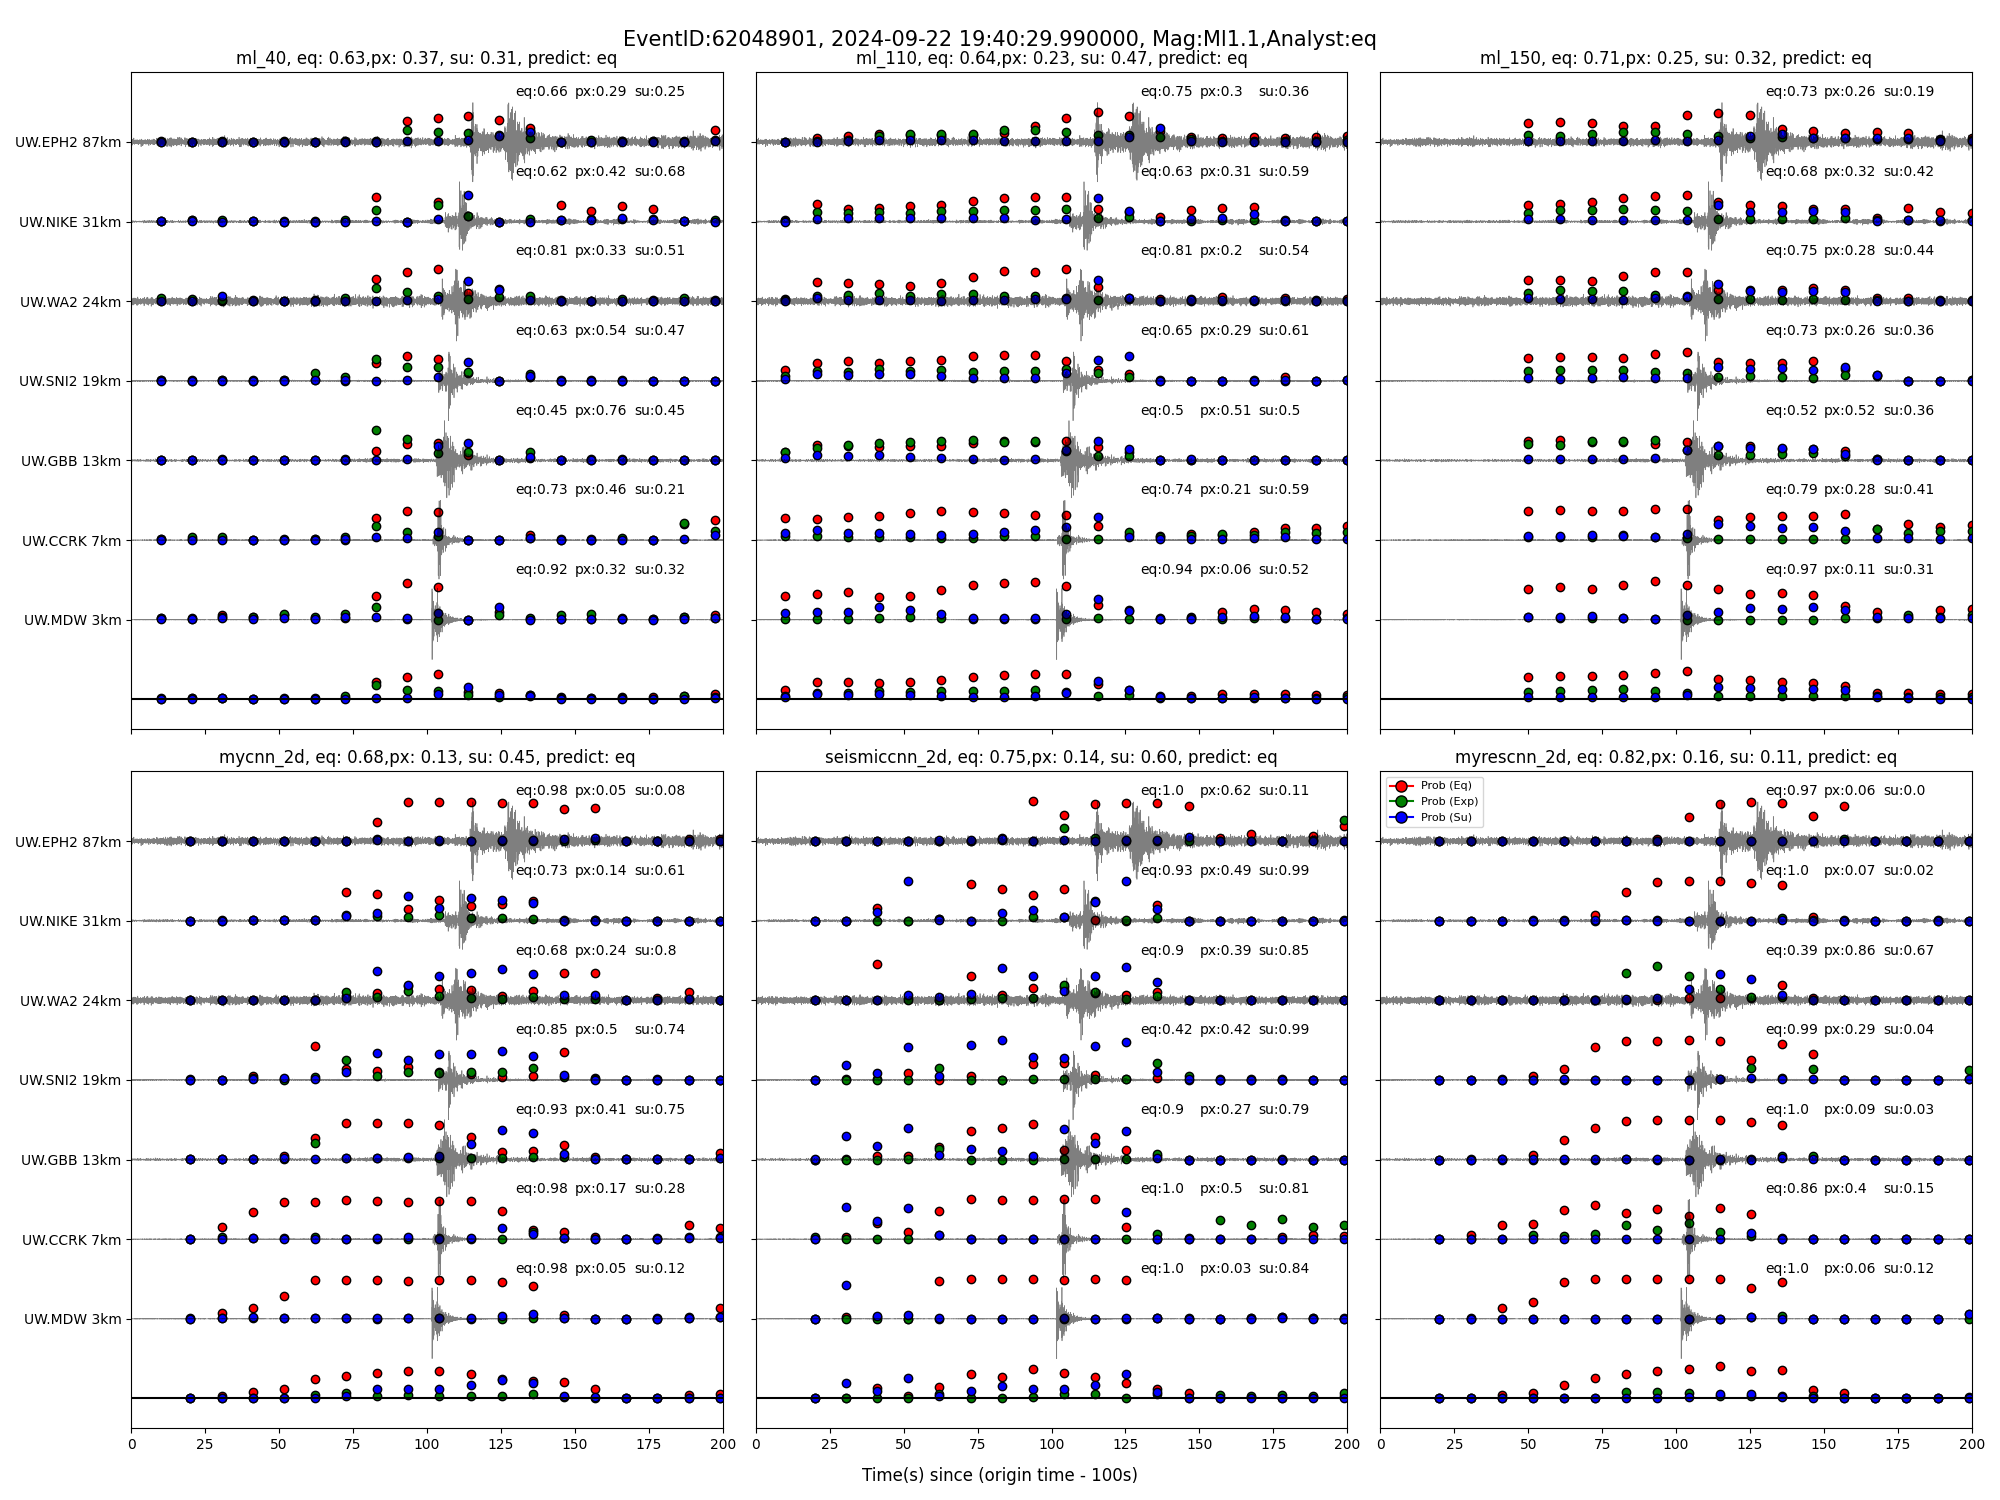 EventID:62048901, 2024-09-22 19:40:29.990000, Mag:Ml1.1,Analyst:eq
ml_40, eq: 0.63,px: 0.37, su: 0.31, predict: eq
UW.EPH2 87km
eq:0.66 px:0.29 su:0.25
UW.NIKE 31km
eq:0.62 px:0.42 su:0.68
UW.WA2 24km
eq:0.81 px:0.33 su:0.51
UW.SNI2 19km
eq:0.63 px:0.54 su:0.47
UW.GBB 13km
eq:0.45 px:0.76 su:0.45
UW.CCRK 7km
eq:0.73 px:0.46 su:0.21
UW.MDW 3km
eq:0.92 px:0.32 su:0.32
ml_110, eq: 0.64,px: 0.23, su: 0.47, predict: eq
eq:0.75 px:0.3 su:0.36
eq:0.63 px:0.31 su:0.59
eq:0.81 px:0.2 su:0.54
eq:0.65 px:0.29 su:0.61
eq:0.5 px:0.51 su:0.5
eq:0.74 px:0.21 su:0.59
eq:0.94 px:0.06 su:0.52
ml_150, eq: 0.71,px: 0.25, su: 0.32, predict: eq
eq:0.73 px:0.26 su:0.19
eq:0.68 px:0.32 su:0.42
eq:0.75 px:0.28 su:0.44
eq:0.73 px:0.26 su:0.36
eq:0.52 px:0.52 su:0.36
eq:0.79 px:0.28 su:0.41
eq:0.97 px:0.11 su:0.31
mycnn_2d, eq: 0.68,px: 0.13, su: 0.45, predict: eq
UW.EPH2 87km
eq:0.98 px:0.05 su:0.08
UW.NIKE 31km
eq:0.73 px:0.14 su:0.61
UW.WA2 24km
eq:0.68 px:0.24 su:0.8
UW.SNI2 19km
eq:0.85 px:0.5 su:0.74
UW.GBB 13km
eq:0.93 px:0.41 su:0.75
UW.CCRK 7km
eq:0.98 px:0.17 su:0.28
UW.MDW 3km
eq:0.98 px:0.05 su:0.12
0 25 50 75 100 125 150 175 200
seismiccnn_2d, eq: 0.75,px: 0.14, su: 0.60, predict: eq
eq:1.0 px:0.62 su:0.11
eq:0.93 px:0.49 su:0.99
eq:0.9 px:0.39 su:0.85
eq:0.42 px:0.42 su:0.99
eq:0.9 px:0.27 su:0.79
eq:1.0 px:0.5 su:0.81
eq:1.0 px:0.03 su:0.84
0 25 50 75 100 125 150 175 200
myrescnn_2d, eq: 0.82,px: 0.16, su: 0.11, predict: eq
Prob (Eq)
Prob (Exp)
Prob (Su)
eq:0.97 px:0.06 su:0.0
eq:1.0 px:0.07 su:0.02
eq:0.39 px:0.86 su:0.67
eq:0.99 px:0.29 su:0.04
eq:1.0 px:0.09 su:0.03
eq:0.86 px:0.4 su:0.15
eq:1.0 px:0.06 su:0.12
0 25 50 75 100 125 150 175 200
Time(s) since (origin time - 100s)